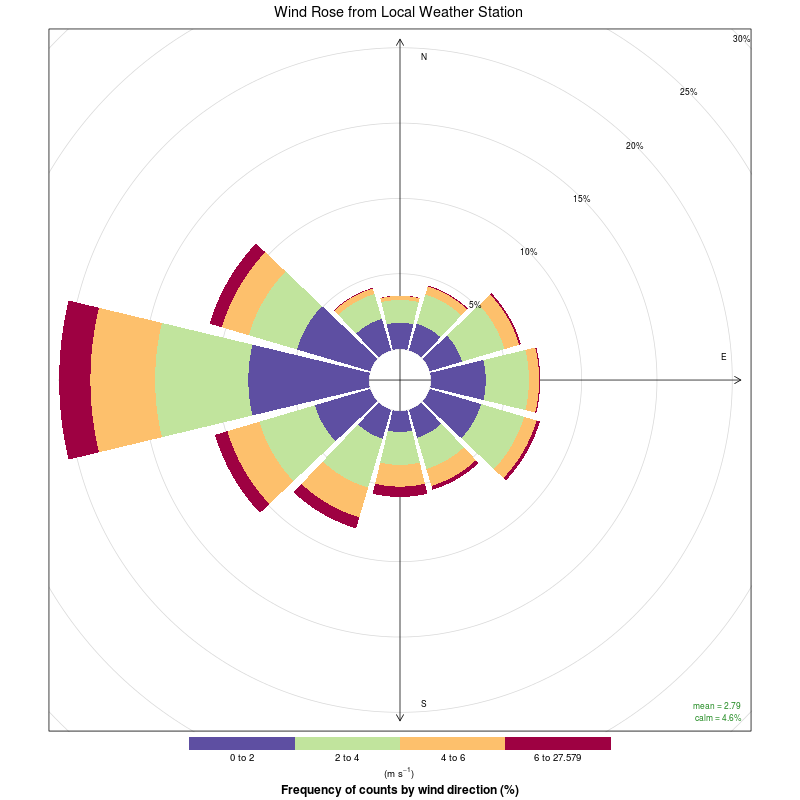 Wind Rose from Local Weather Station
30%
N
25%
20%
15%
10%
5%
E
S
mean = 2.79
calm = 4.6%
0 to 2 2 to 4 4 to 6 6 to 27.579
(m s⁻¹)
Frequency of counts by wind direction (%)